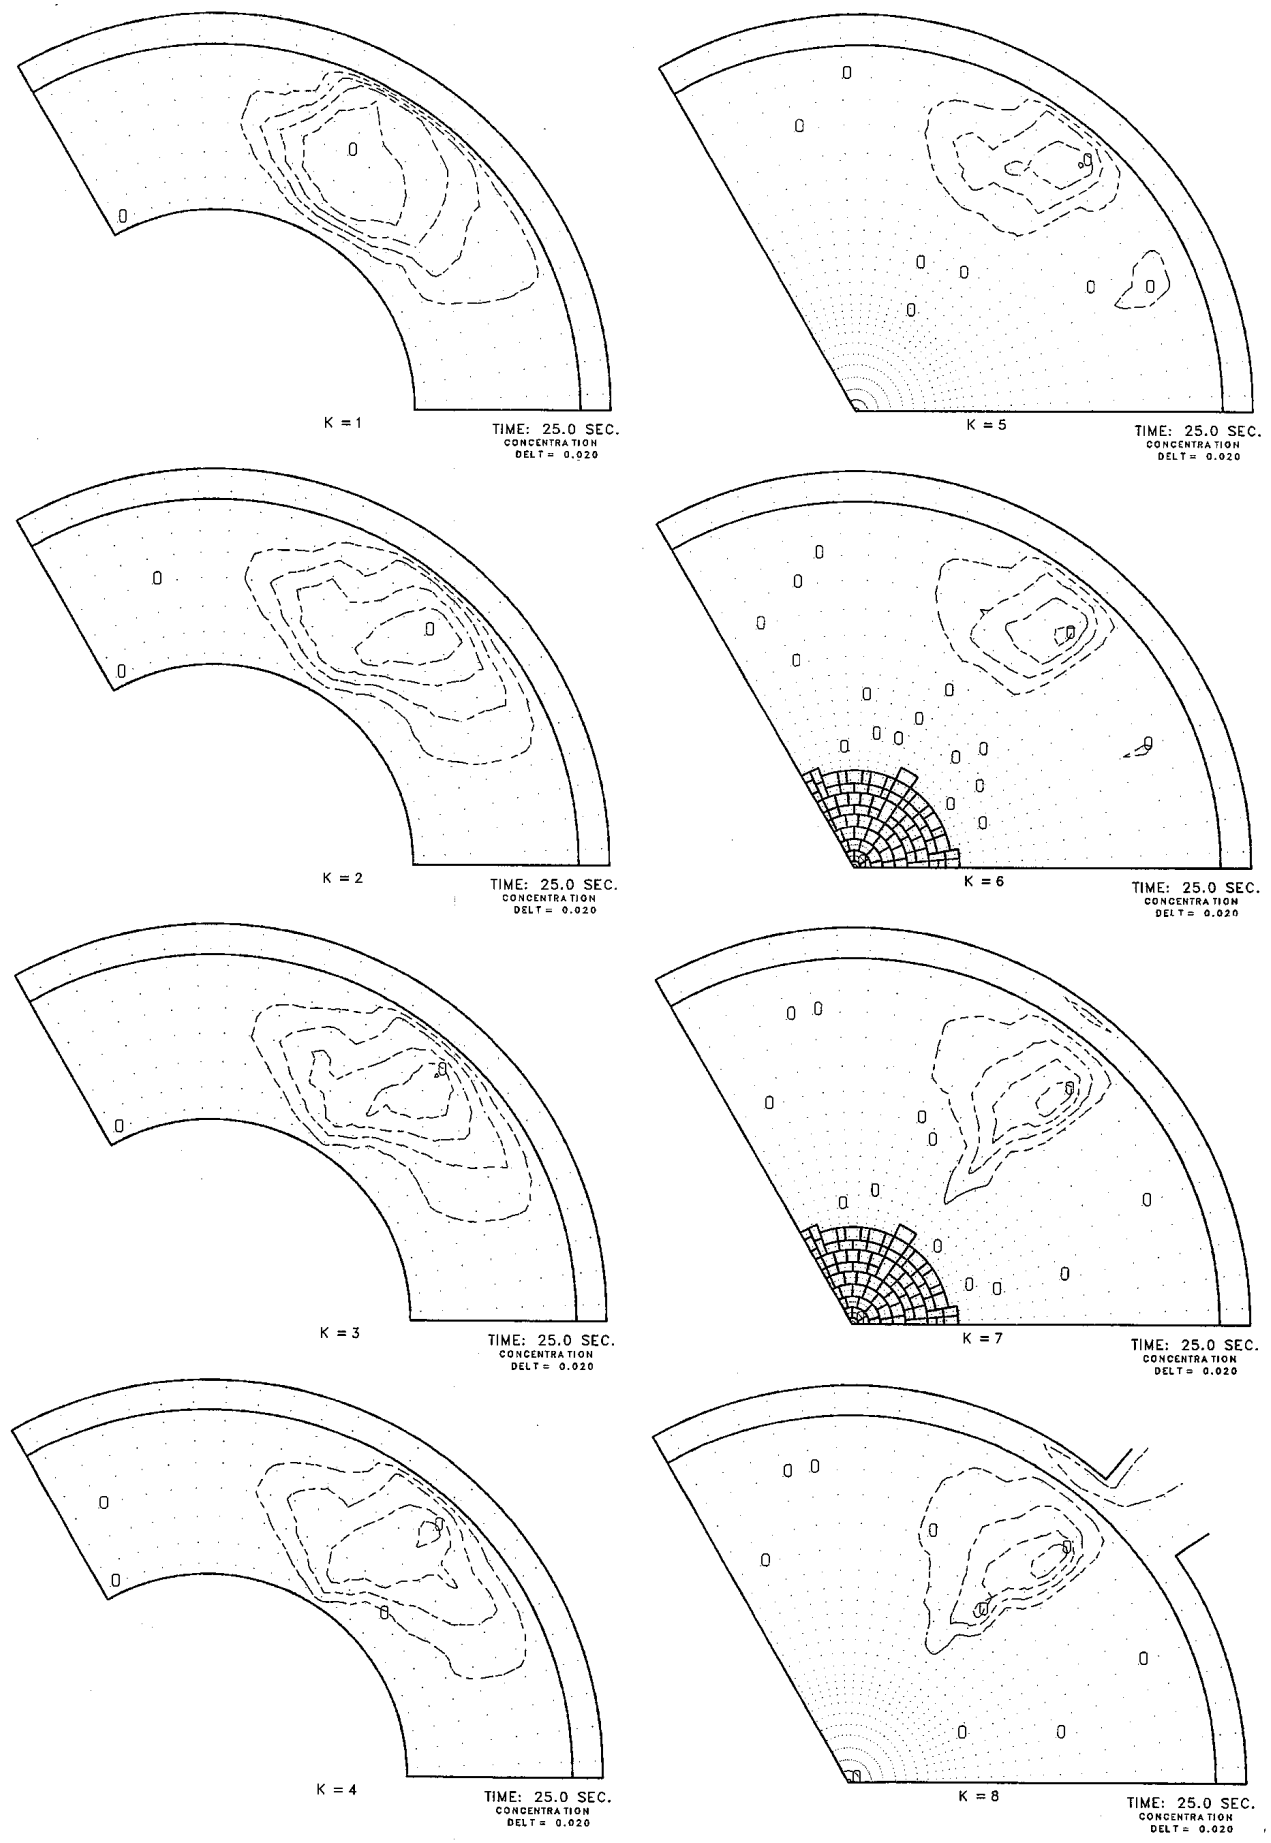 K = 1
TIME: 25.0 SEC.
CONCENTRATION
DELT = 0.020
K = 5
TIME: 25.0 SEC.
CONCENTRATION
DELT = 0.020
K = 2
TIME: 25.0 SEC.
CONCENTRATION
DELT = 0.020
K = 6
TIME: 25.0 SEC.
CONCENTRATION
DELT = 0.020
K = 3
TIME: 25.0 SEC.
CONCENTRATION
DELT = 0.020
K = 7
TIME: 25.0 SEC.
CONCENTRATION
DELT = 0.020
K = 4
TIME: 25.0 SEC.
CONCENTRATION
DELT = 0.020
K = 8
TIME: 25.0 SEC.
CONCENTRATION
DELT = 0.020